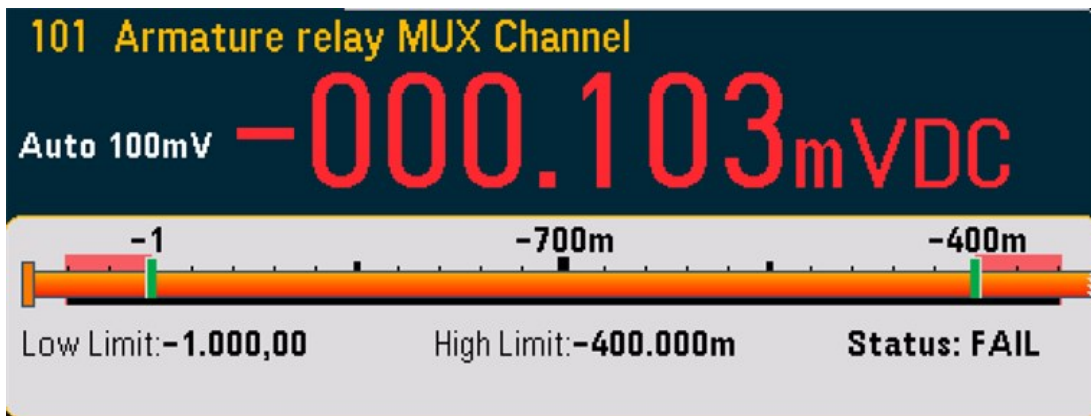 101 Armature relay MUX Channel
Auto 100mV -000.103mVDC
-1 -700m -400m
Low Limit:-1.000,00 High Limit:-400.000m Status: FAIL